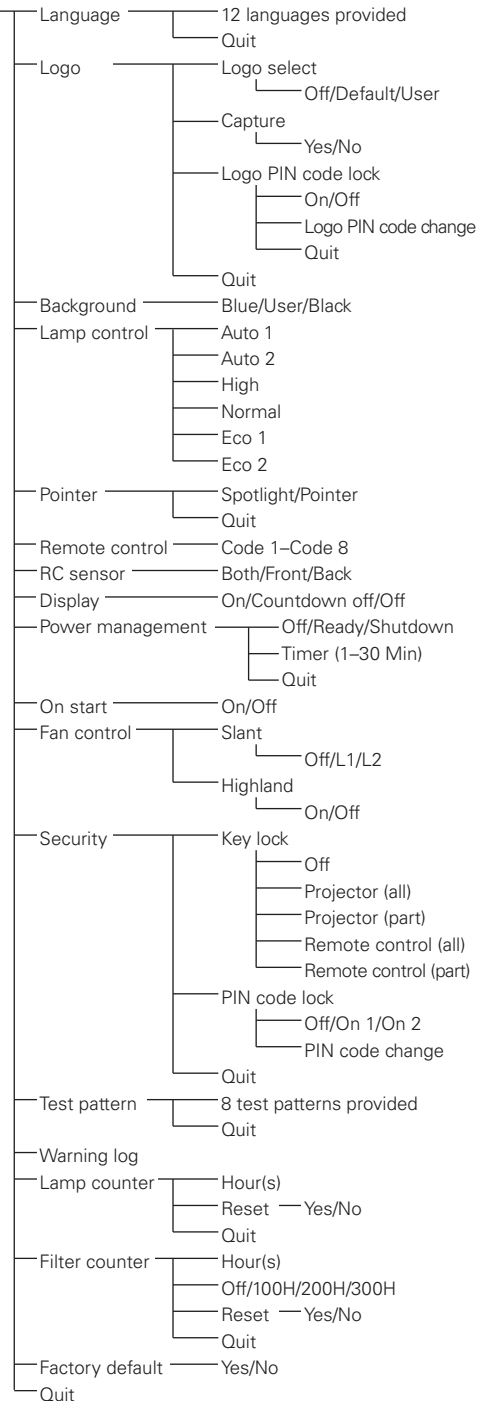 Language 12 languages provided
Quit
Logo Logo select
Off/Default/User
Capture
Yes/No
Logo PIN code lock
On/Off
Logo PIN code change
Quit
Quit
Background Blue/User/Black
Lamp control Auto 1
Auto 2
High
Normal
Eco 1
Eco 2
Pointer Spotlight/Pointer
Quit
Remote control Code 1–Code 8
RC sensor Both/Front/Back
Display On/Countdown off/Off
Power management Off/Ready/Shutdown
Timer (1–30 Min)
Quit
On start On/Off
Fan control Slant
Off/L1/L2
Highland
On/Off
Security Key lock
Off
Projector (all)
Projector (part)
Remote control (all)
Remote control (part)
PIN code lock
Off/On 1/On 2
PIN code change
Quit
Test pattern 8 test patterns provided
Quit
Warning log
Lamp counter Hour(s)
Reset Yes/No
Quit
Filter counter Hour(s)
Off/100H/200H/300H
Reset Yes/No
Quit
Factory default Yes/No
Quit